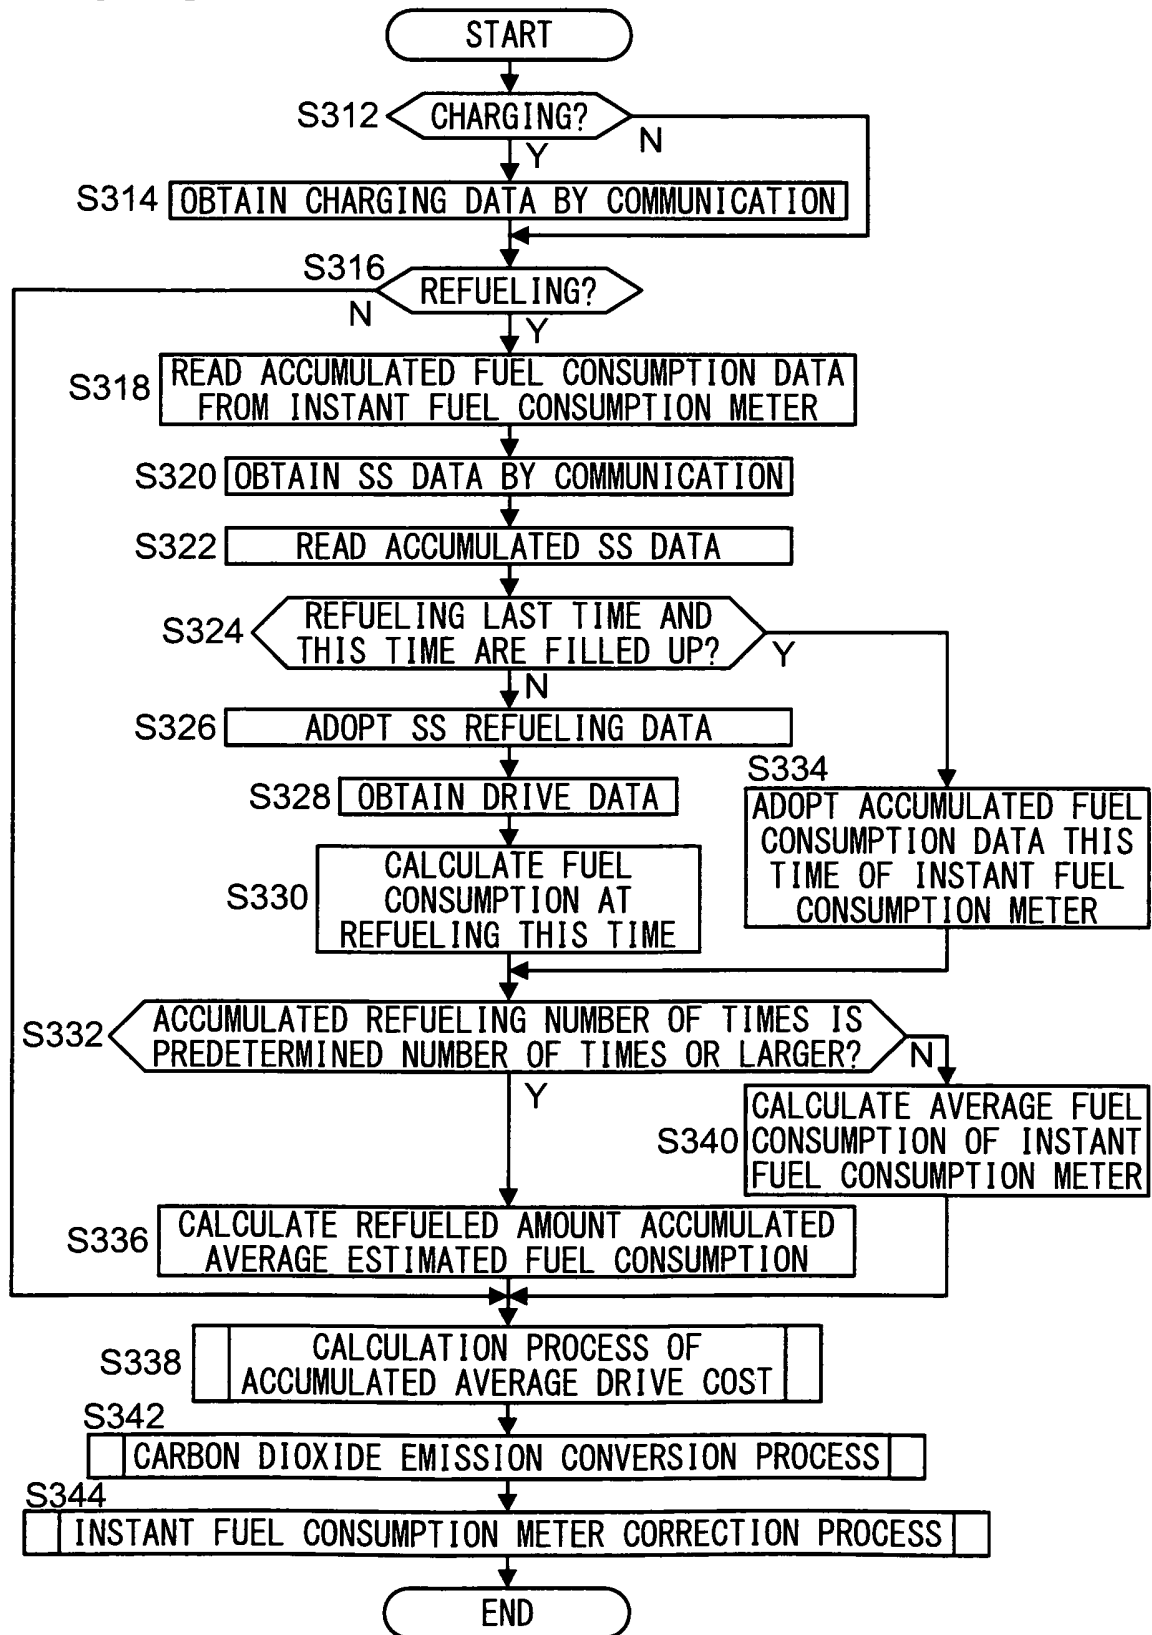 START
S312
CHARGING?
N
Y
S314
OBTAIN CHARGING DATA BY COMMUNICATION
S316
REFUELING?
N
Y
S318
READ ACCUMULATED FUEL CONSUMPTION DATA
FROM INSTANT FUEL CONSUMPTION METER
S320
OBTAIN SS DATA BY COMMUNICATION
S322
READ ACCUMULATED SS DATA
S324
REFUELING LAST TIME AND
THIS TIME ARE FILLED UP?
Y
N
S326
ADOPT SS REFUELING DATA
S328
OBTAIN DRIVE DATA
S334
ADOPT ACCUMULATED FUEL
CONSUMPTION DATA THIS
TIME OF INSTANT FUEL
CONSUMPTION METER
S330
CALCULATE FUEL
CONSUMPTION AT
REFUELING THIS TIME
S332
ACCUMULATED REFUELING NUMBER OF TIMES IS
PREDETERMINED NUMBER OF TIMES OR LARGER?
N
Y
S340
CALCULATE AVERAGE FUEL
CONSUMPTION OF INSTANT
FUEL CONSUMPTION METER
S336
CALCULATE REFUELED AMOUNT ACCUMULATED
AVERAGE ESTIMATED FUEL CONSUMPTION
S338
CALCULATION PROCESS OF
ACCUMULATED AVERAGE DRIVE COST
S342
CARBON DIOXIDE EMISSION CONVERSION PROCESS
S344
INSTANT FUEL CONSUMPTION METER CORRECTION PROCESS
END